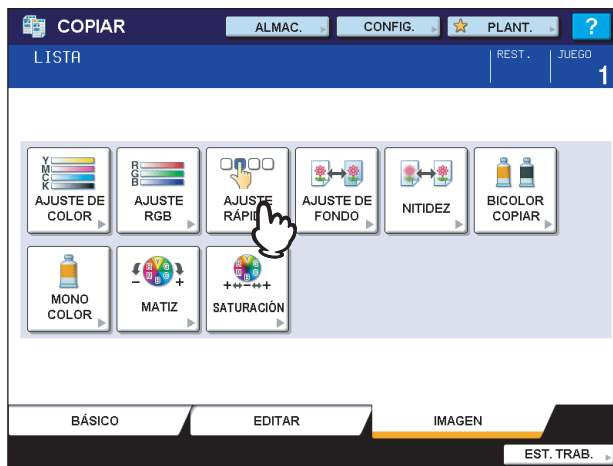 COPIAR
ALMAC.
CONFIG.
PLANT.
?
LISTA
REST.
JUEGO
1
Y
M
C
K
AJUSTE DE
COLOR
R
G
B
AJUSTE
RGB
AJUSTE
AJUSTE DE
FONDO
NITIDEZ
BICOLOR
COPIAR
MONO
COLOR
MATIZ
SATURACIÓN
BÁSICO
EDITAR
IMAGEN
EST. TRAB.